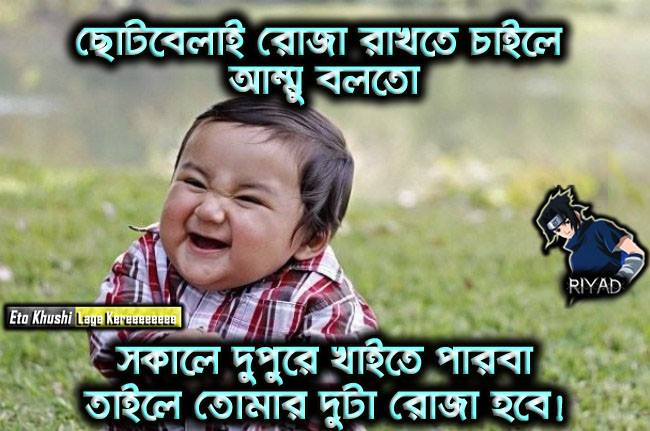 ছোটবেলাই রোজা রাখতে চাইলে
আম্মু বলতো
RIYAD
Eto Khushi Lage Kereeeeeeee
সকালে দুপুরে খাইতে পারবা
তাইলে তোমার দুটা রোজা হবে।